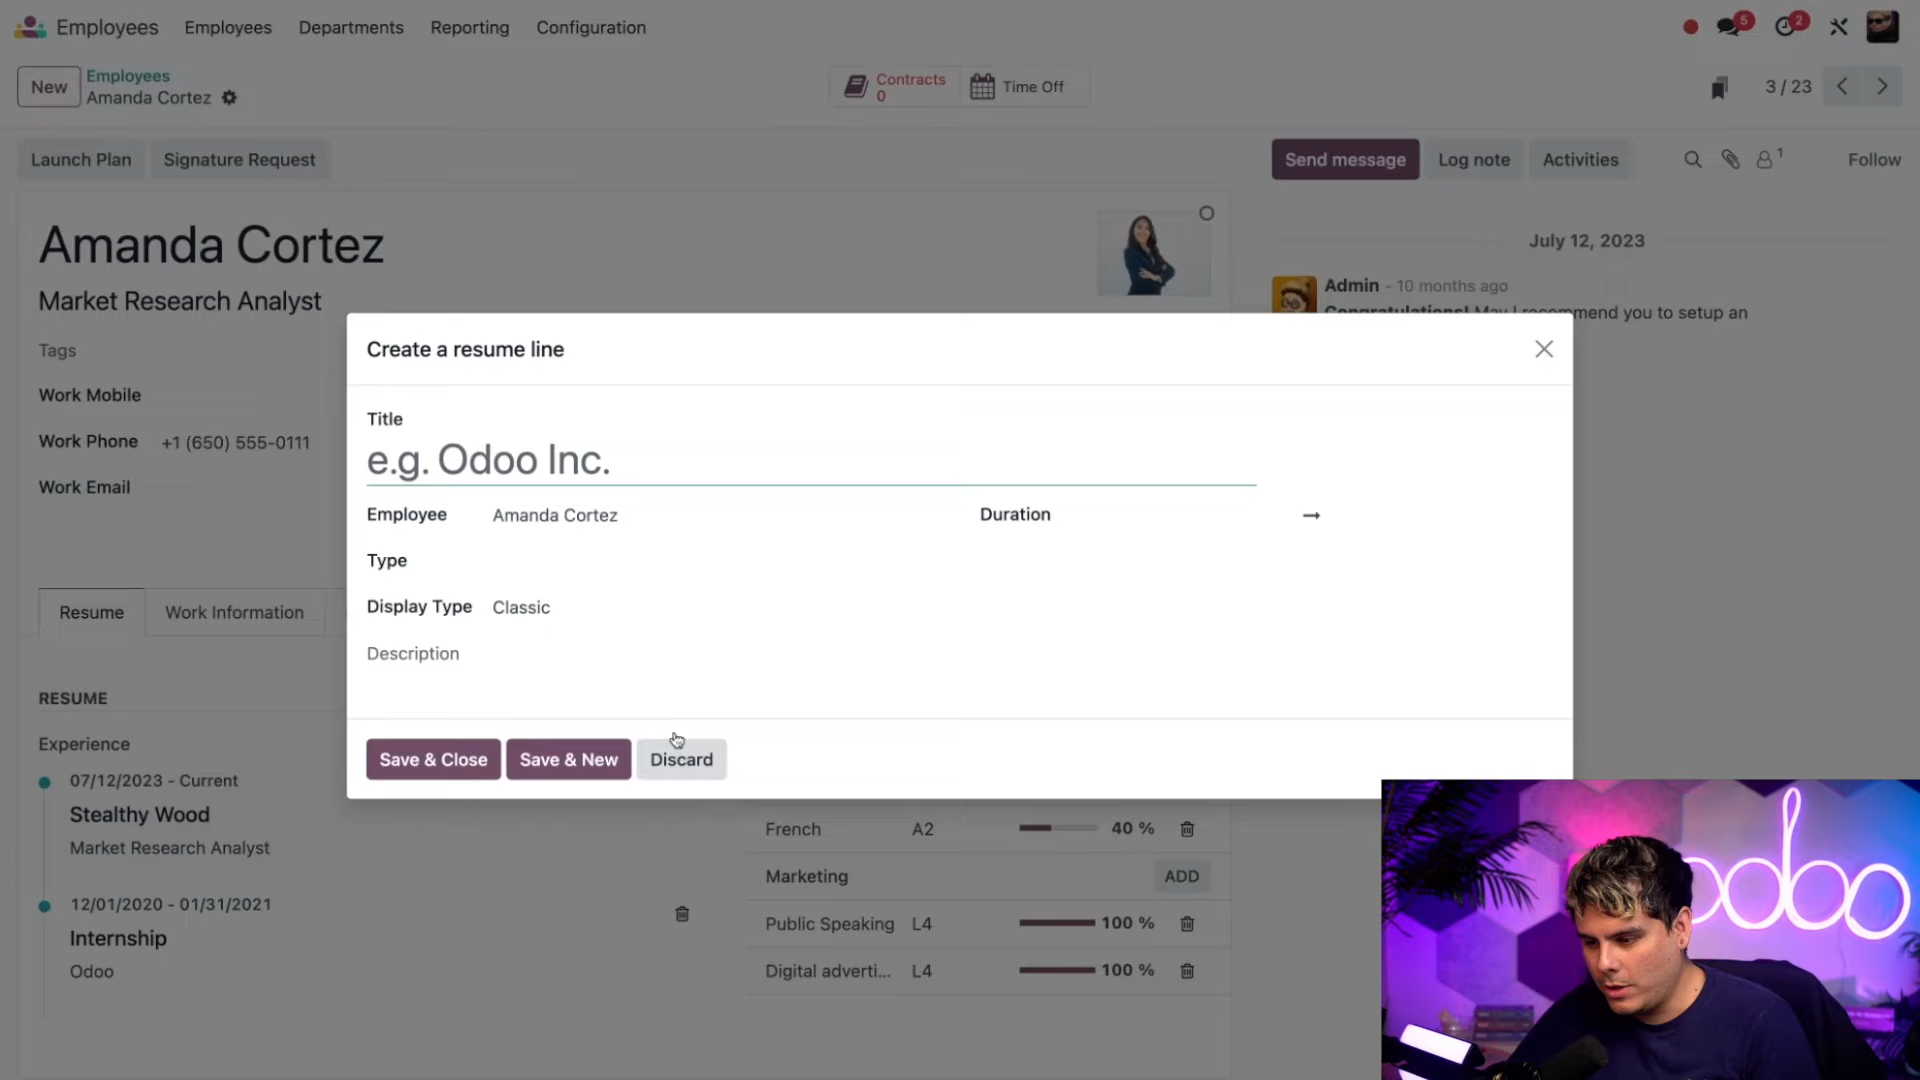 Employees Employees Departments Reporting Configuration 5 2
New Employees
Amanda Cortez
Contracts
0
Time Off
3 / 23
Launch Plan Signature Request
Send message Log note Activities 1 Follow
Amanda Cortez
Market Research Analyst
Tags
Work Mobile
Work Phone +1 (650) 555-0111
Work Email
July 12, 2023
Admin - 10 months ago
Congratulations! May I recommend you to setup an
Create a resume line
Title
e.g. Odoo Inc.
Employee Amanda Cortez Duration
Type
Display Type Classic
Description
Save & Close Save & New Discard
Resume Work Information
RESUME
Experience
07/12/2023 - Current
Stealthy Wood
Market Research Analyst
12/01/2020 - 01/31/2021
Internship
Odoo
French A2 40 %
Marketing ADD
Public Speaking L4 100 %
Digital adverti... L4 100 %
odoo